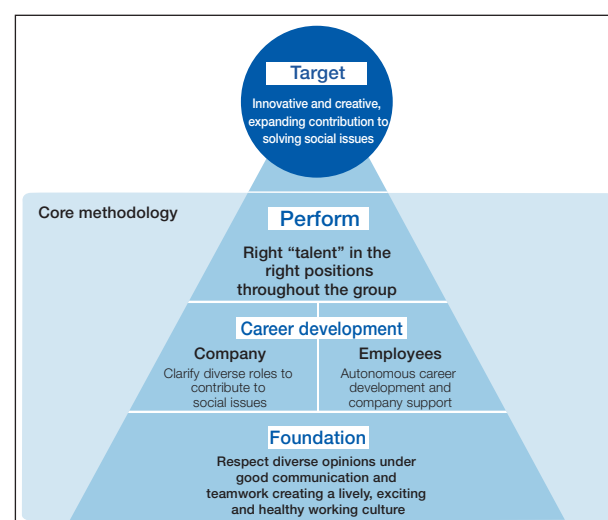 Target
Innovative and creative,
expanding contribution to
solving social issues
Core methodology
Perform
Right “talent” in the
right positions
throughout the group
Career development
Company
Clarify diverse roles to
contribute to
social issues
Employees
Autonomous career
development and
company support
Foundation
Respect diverse opinions under
good communication and
teamwork creating a lively, exciting
and healthy working culture